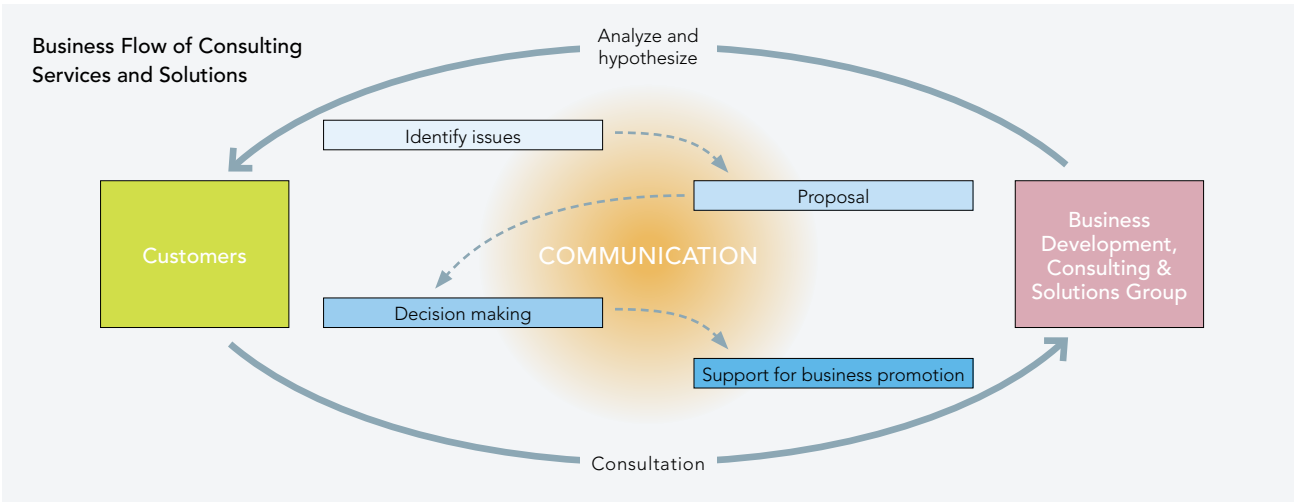 Business Flow of Consulting
Services and Solutions
Analyze and
hypothesize
Identify issues
Proposal
Customers
COMMUNICATION
Business
Development,
Consulting &
Solutions Group
Decision making
Support for business promotion
Consultation